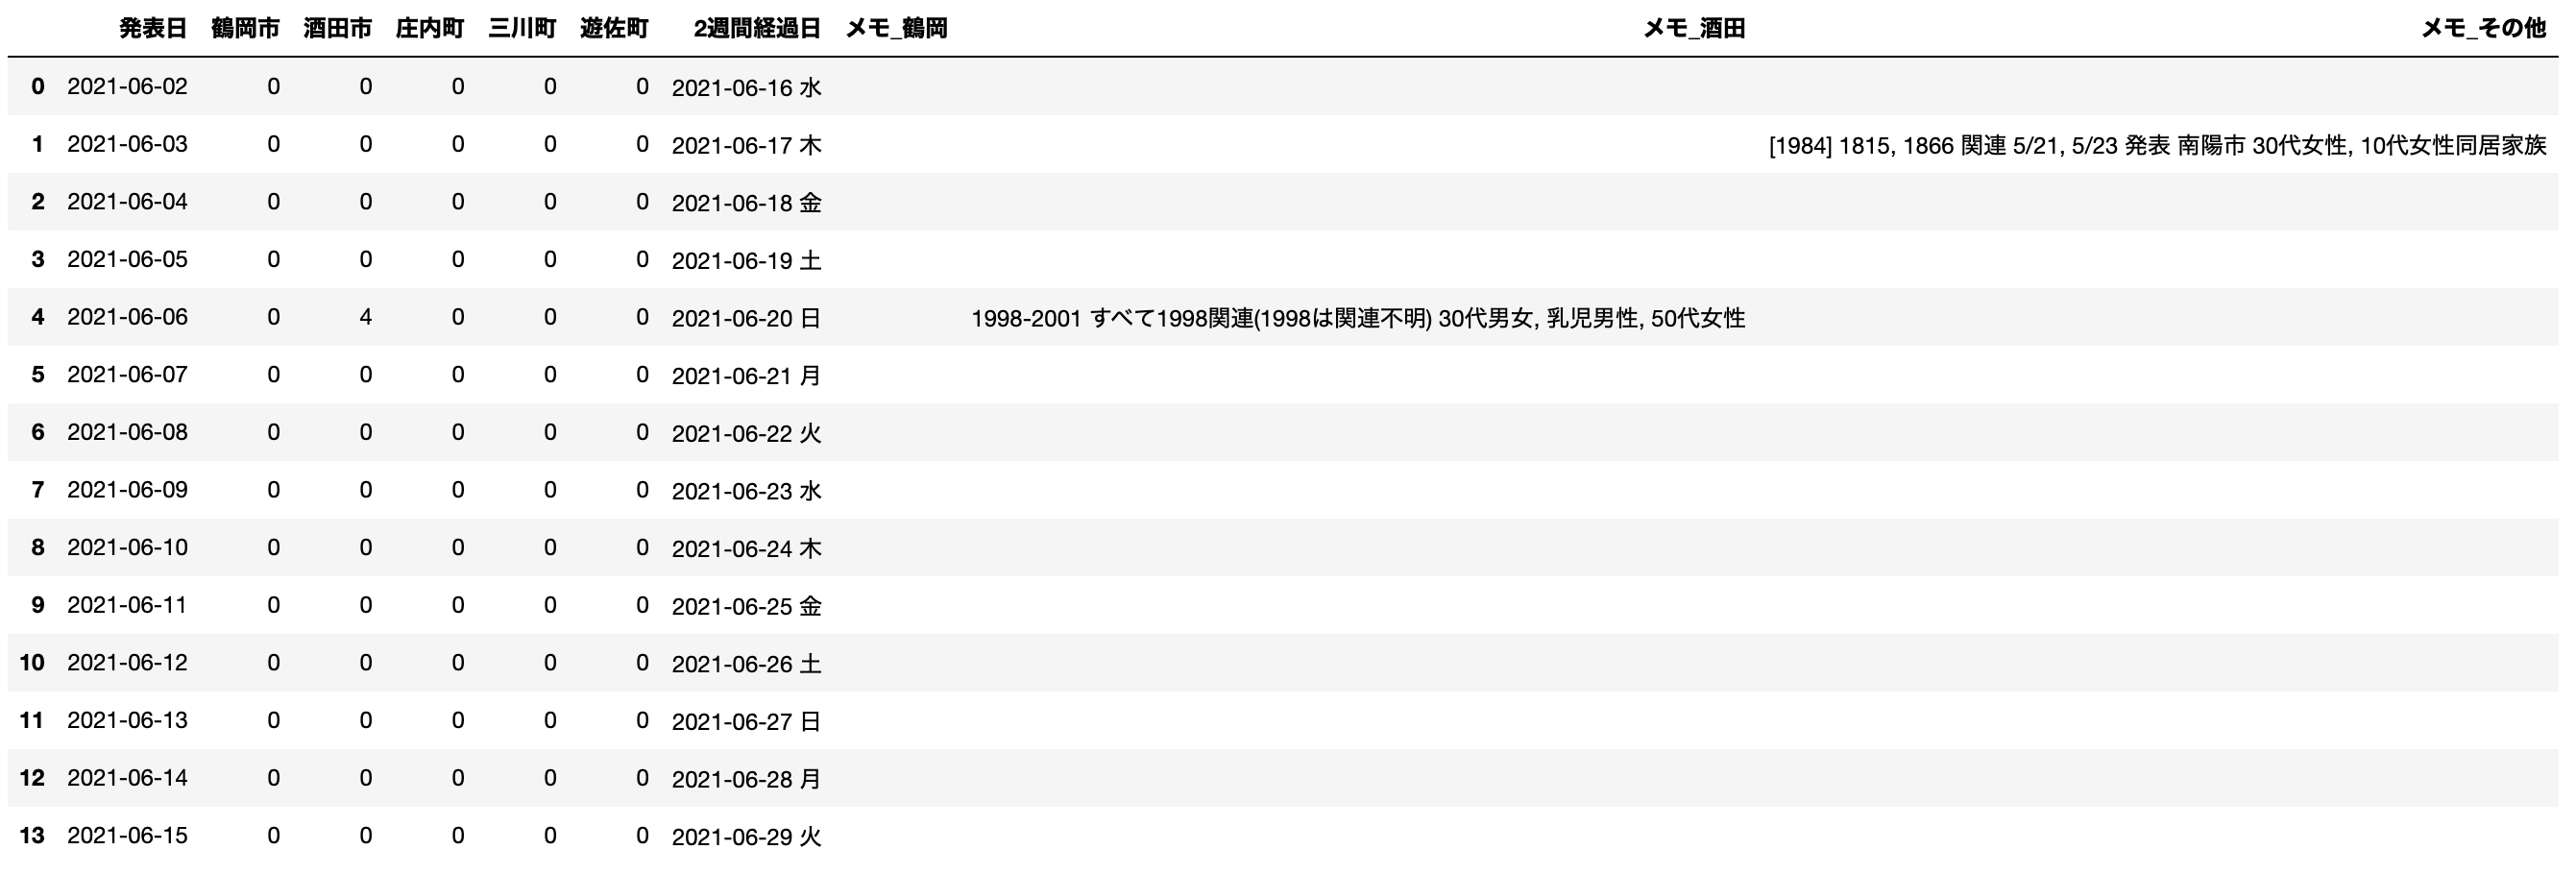 発表日 鶴岡市 酒田市 庄内町 三川町 遊佐町 2週間経過日 メモ_鶴岡 メモ_酒田 メモ_その他
0 2021-06-02 0 0 0 0 0 2021-06-16 水
1 2021-06-03 0 0 0 0 0 2021-06-17 木 [1984] 1815, 1866 関連 5/21, 5/23 発表 南陽市 30代女性, 10代女性同居家族
2 2021-06-04 0 0 0 0 0 2021-06-18 金
3 2021-06-05 0 0 0 0 0 2021-06-19 土
4 2021-06-06 0 4 0 0 0 2021-06-20 日 1998-2001 すべて1998関連(1998は関連不明) 30代男女, 乳児男性, 50代女性
5 2021-06-07 0 0 0 0 0 2021-06-21 月
6 2021-06-08 0 0 0 0 0 2021-06-22 火
7 2021-06-09 0 0 0 0 0 2021-06-23 水
8 2021-06-10 0 0 0 0 0 2021-06-24 木
9 2021-06-11 0 0 0 0 0 2021-06-25 金
10 2021-06-12 0 0 0 0 0 2021-06-26 土
11 2021-06-13 0 0 0 0 0 2021-06-27 日
12 2021-06-14 0 0 0 0 0 2021-06-28 月
13 2021-06-15 0 0 0 0 0 2021-06-29 火